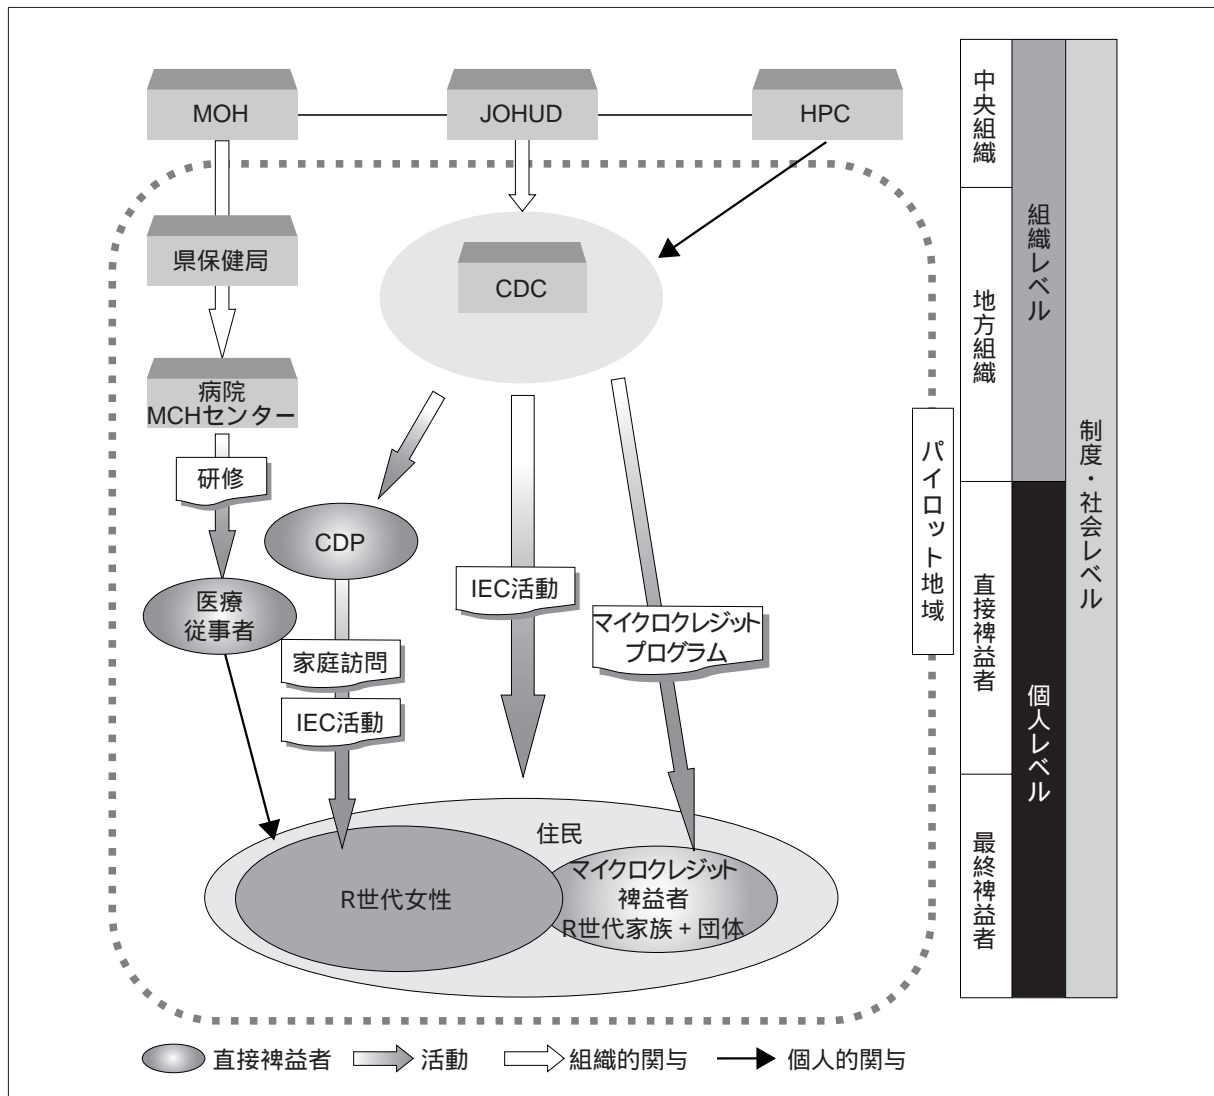 MOH
JOHUD
HPC
県保健局
CDC
病院
MCHセンター
研修
CDP
医療
従事者
家庭訪問
IEC活動
IEC活動
マイクロクレジット
プログラム
住民
R世代女性
マイクロクレジット
裨益者
R世代家族 + 団体
パイロット地域
中央組織
地方組織
直接裨益者
最終裨益者
組織レベル
個人レベル
制度・社会レベル
直接裨益者
活動
組織的関与
個人的関与